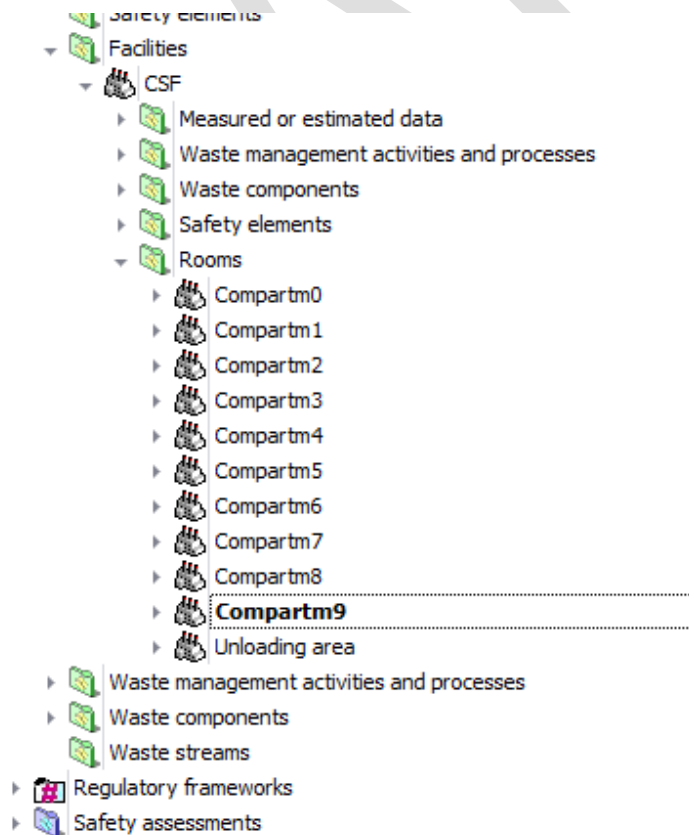 Safety elements
Facilities
CSF
Measured or estimated data
Waste management activities and processes
Waste components
Safety elements
Rooms
Compartm0
Compartm1
Compartm2
Compartm3
Compartm4
Compartm5
Compartm6
Compartm7
Compartm8
Compartm9
Unloading area
Waste management activities and processes
Waste components
Waste streams
Regulatory frameworks
Safety assessments